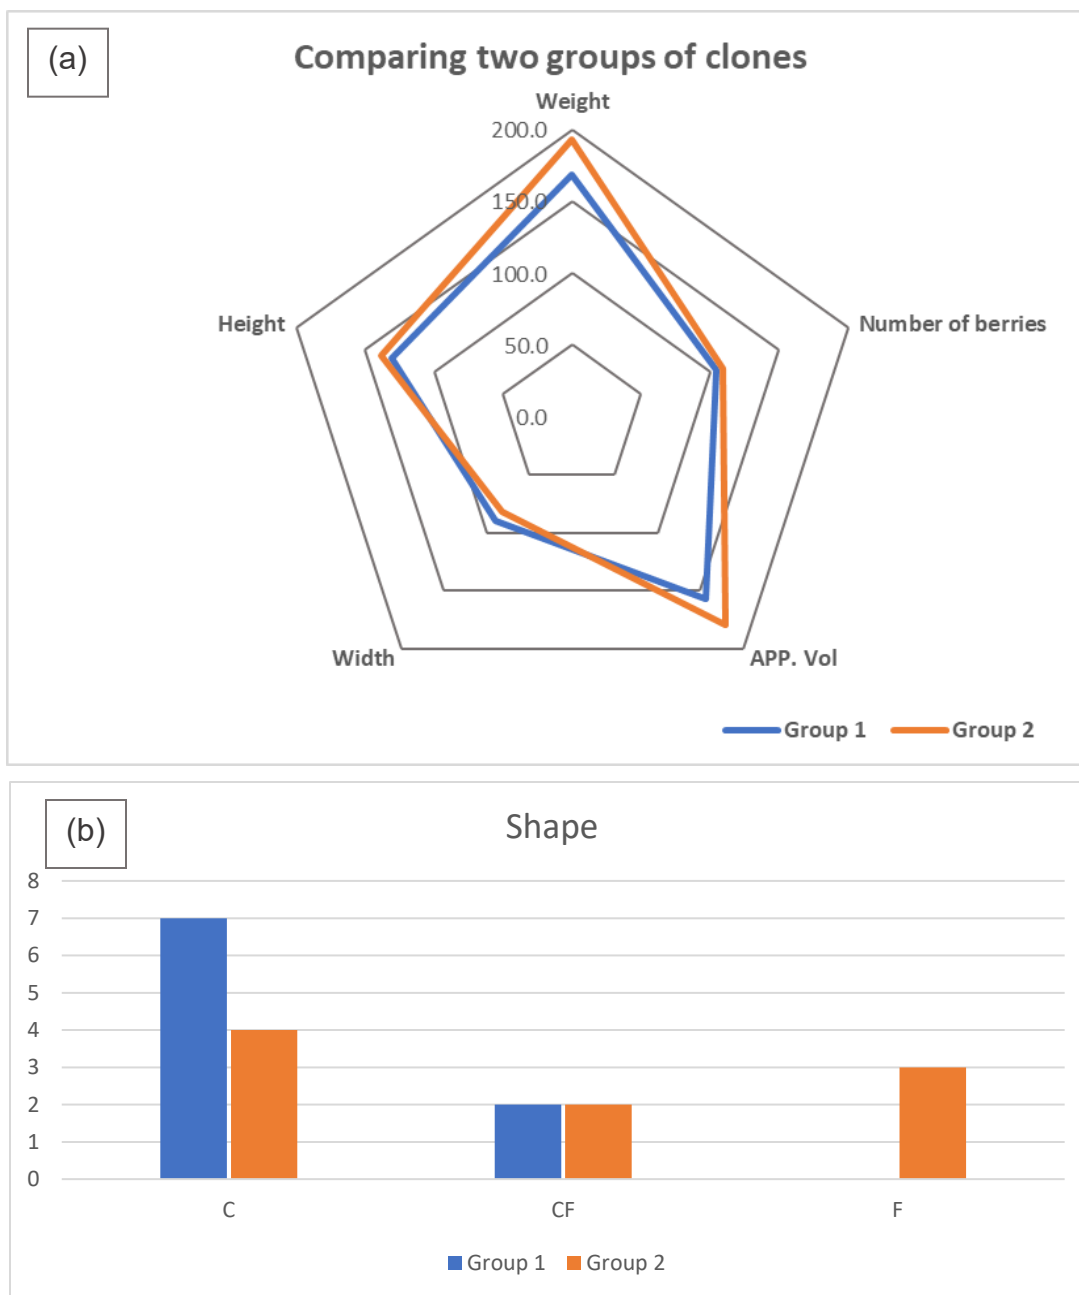 (a)
Comparing two groups of clones
Weight
200.0
150.0
100.0
50.0
0.0
Height
Number of berries
Width
APP. Vol
Group 1
Group 2
(b)
Shape
8
7
6
5
4
3
2
1
0
C
CF
F
Group 1
Group 2